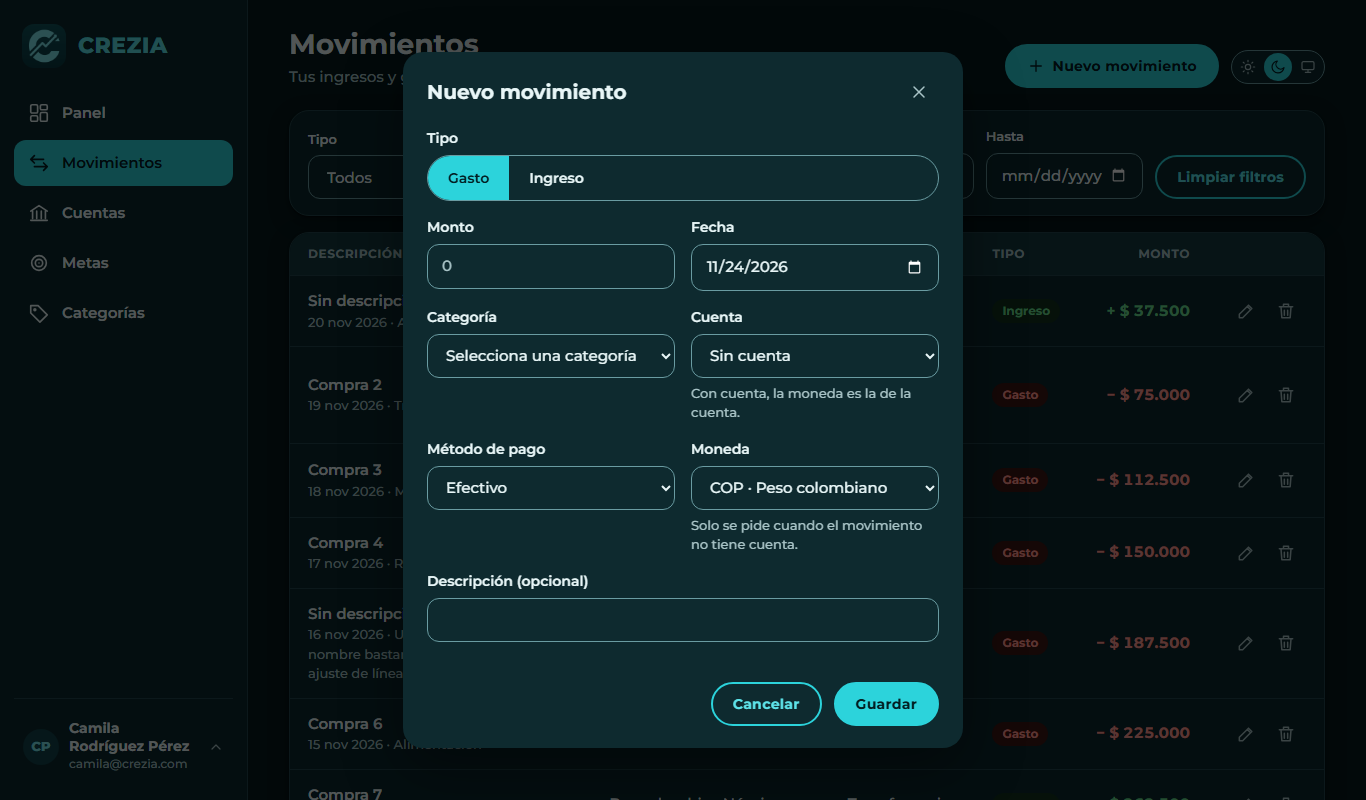 CREZIA
Panel
Movimientos
Cuentas
Metas
Categorías
CP
Camila
Rodríguez Pérez
camila@crezia.com
Movimientos
Tus ingresos y
Nuevo movimiento
Tipo
Todos
Hasta
mm/dd/yyyy
Limpiar filtros
DESCRIPCIÓN
TIPO
MONTO
Sin descripc
20 nov 2026 ·
Ingreso
+ $ 37.500
Compra 2
19 nov 2026 ·
Gasto
− $ 75.000
Compra 3
18 nov 2026 ·
Gasto
− $ 112.500
Compra 4
17 nov 2026 ·
Gasto
− $ 150.000
Sin descripc
16 nov 2026 · U
nombre bastan
ajuste de línea
Gasto
− $ 187.500
Compra 6
15 nov 2026 · Alimentación
Gasto
− $ 225.000
Compra 7
Nuevo movimiento
Tipo
Gasto
Ingreso
Monto
0
Fecha
11/24/2026
Categoría
Selecciona una categoría
Cuenta
Sin cuenta
Con cuenta, la moneda es la de la
cuenta.
Método de pago
Efectivo
Moneda
COP · Peso colombiano
Solo se pide cuando el movimiento
no tiene cuenta.
Descripción (opcional)
Cancelar
Guardar